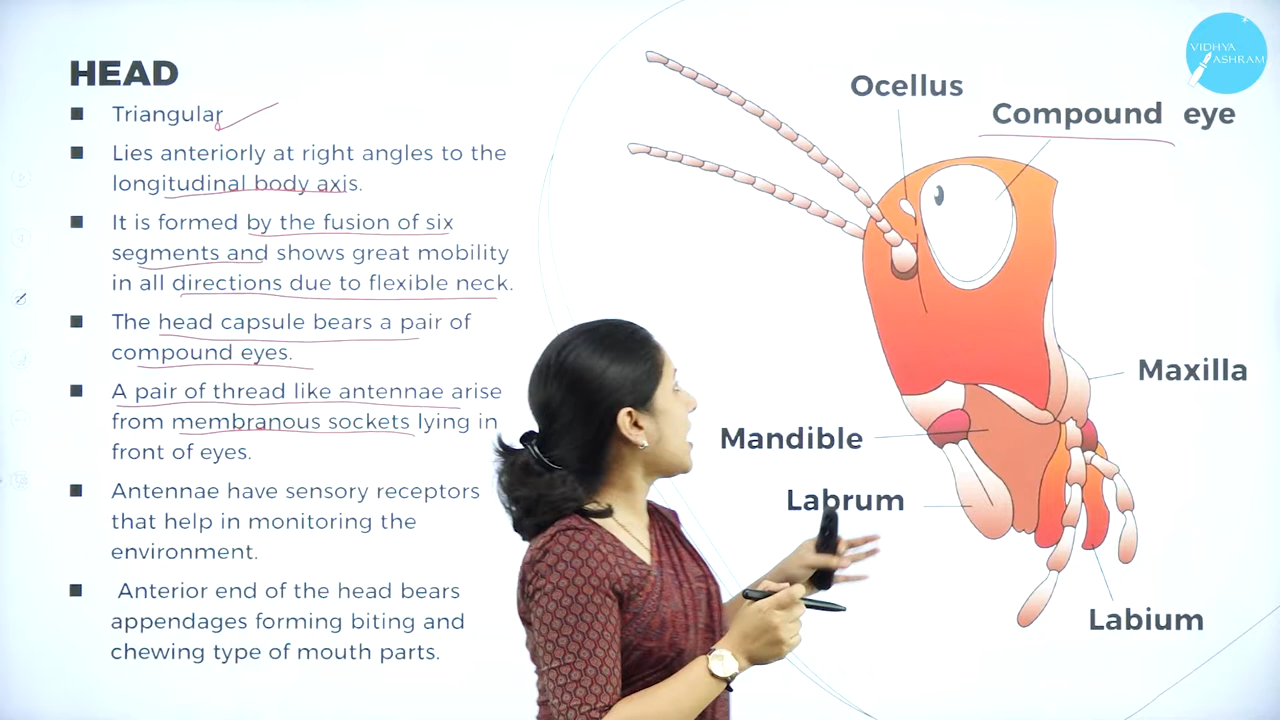 VIDHYA
ASHRAM
HEAD
Triangular
Lies anteriorly at right angles to the
longitudinal body axis.
It is formed by the fusion of six
segments and shows great mobility
in all directions due to flexible neck.
The head capsule bears a pair of
compound eyes.
A pair of thread like antennae arise
from membranous sockets lying in
front of eyes.
Antennae have sensory receptors
that help in monitoring the
environment.
Anterior end of the head bears
appendages forming biting and
chewing type of mouth parts.
Ocellus
Compound eye
Maxilla
Mandible
Labrum
Labium